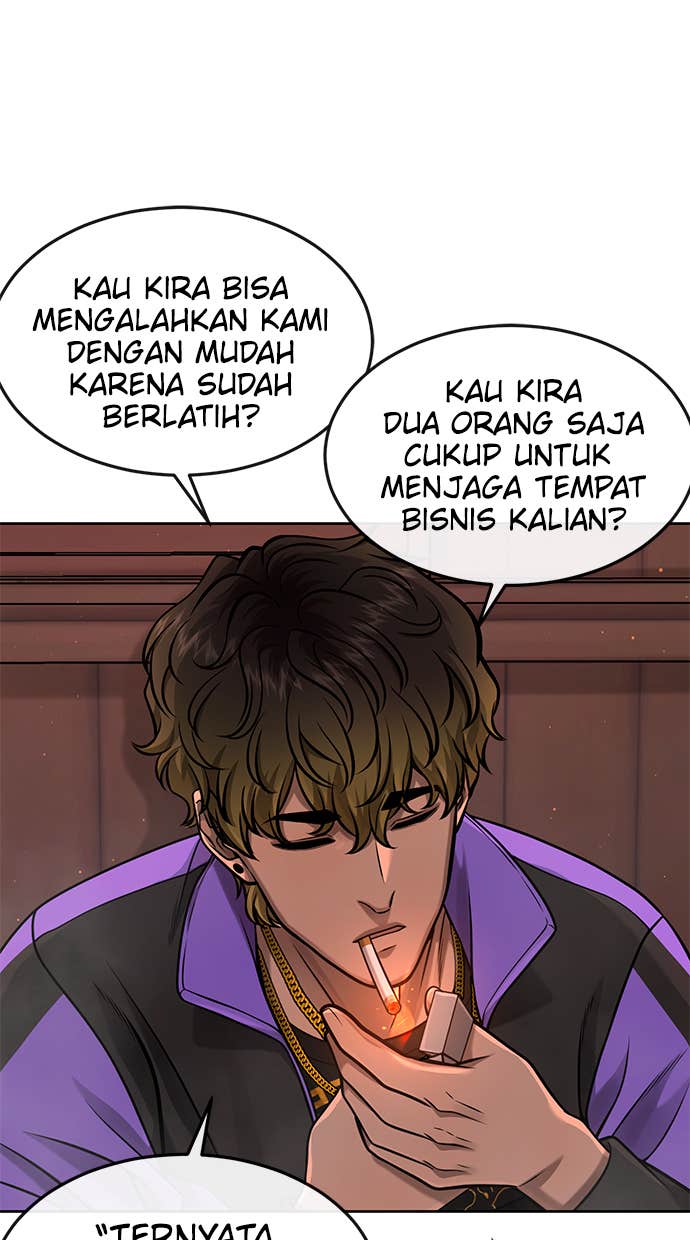 KAU KIRA BISA
MENGALAHKAN KAMI
DENGAN MUDAH
KARENA SUDAH
BERLATIH?
KAU KIRA
DUA ORANG SAJA
CUKUP UNTUK
MENJAGA TEMPAT
BISNIS KALIAN?
"TERNYATA